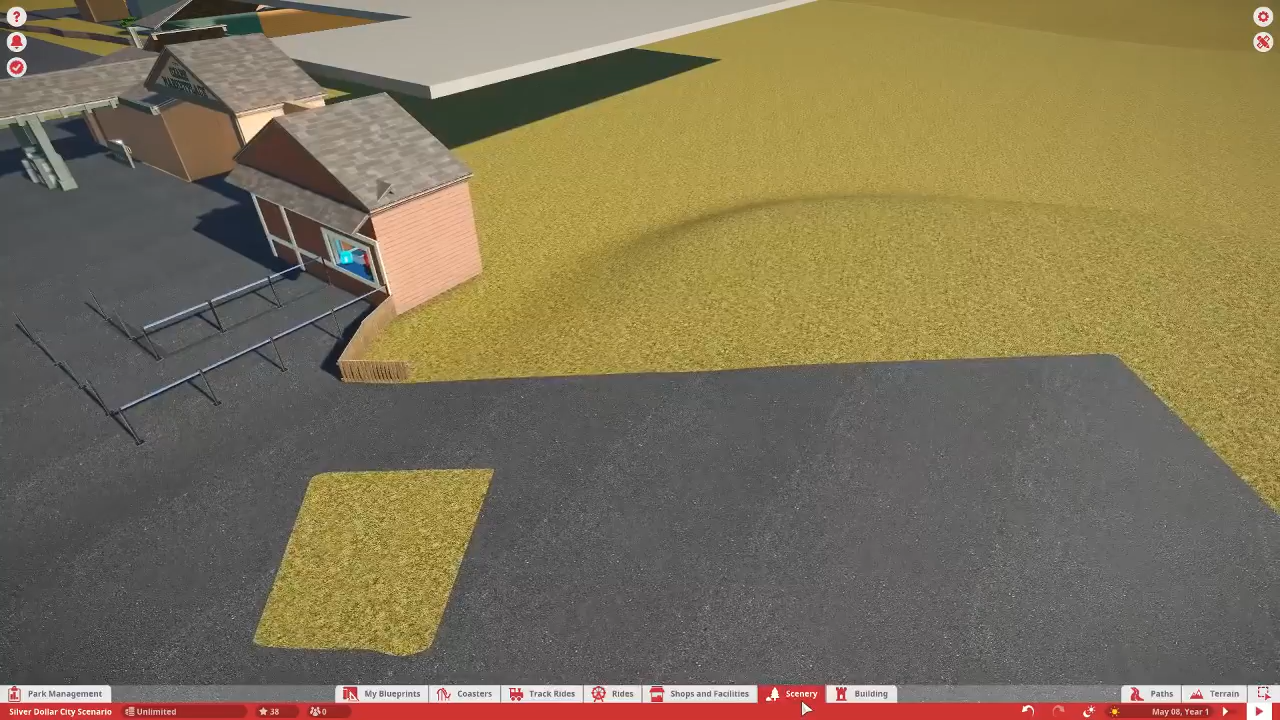 Park Management
My Blueprints
Coasters
Track Rides
Rides
Shops and Facilities
Scenery
Building
Paths
Terrain
Silver Dollar City Scenario
Unlimited
38
0
May 08, Year 1